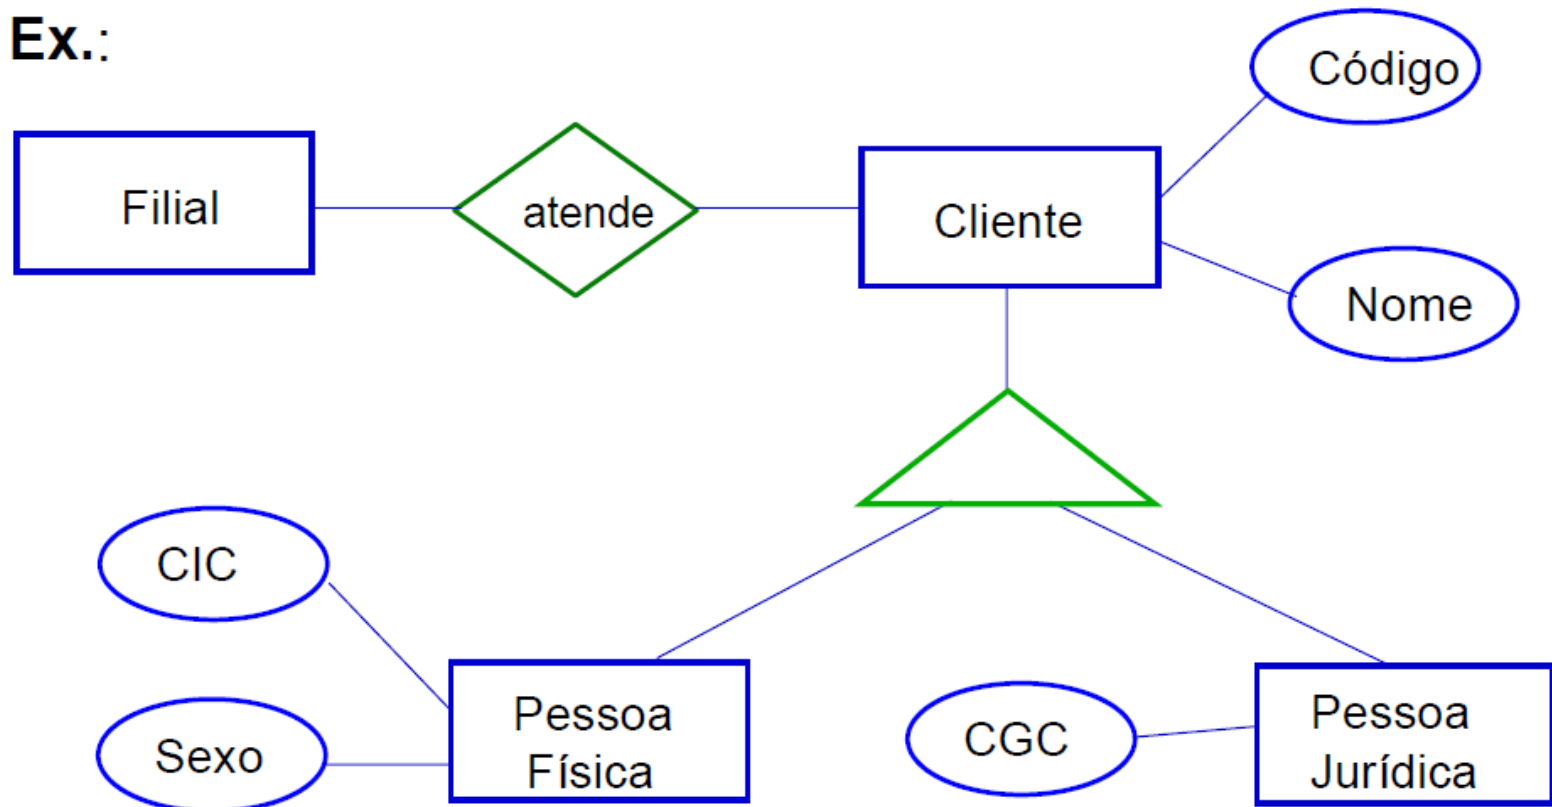 Ex.:
Código
Filial
atende
Cliente
Nome
CIC
Sexo
Pessoa
Física
CGC
Pessoa
Jurídica